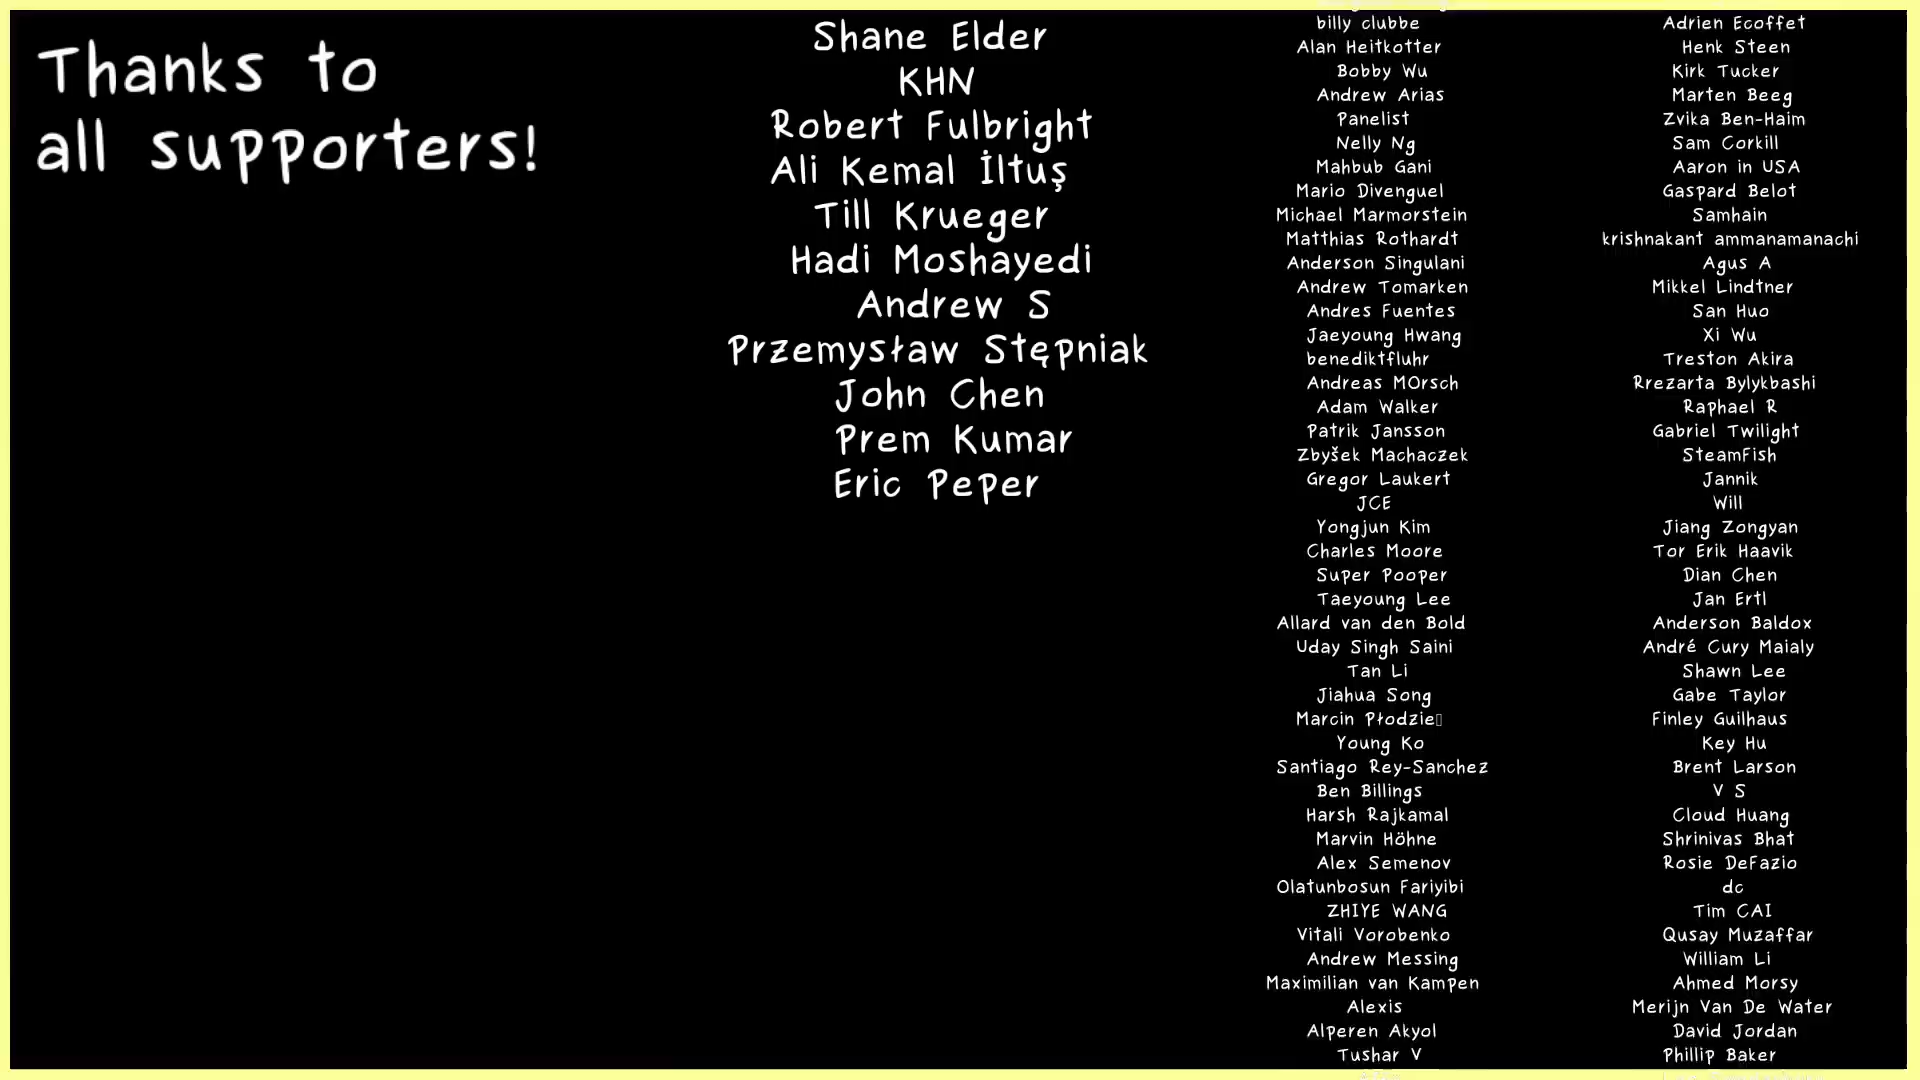 Thanks to
all supporters!
Shane Elder
KHN
Robert Fulbright
Ali Kemal İltuş
Till Krueger
Hadi Moshayedi
Andrew S
Przemysław Stępniak
John Chen
Prem Kumar
Eric Peper
billy clubbe
Alan Heitkotter
Bobby Wu
Andrew Arias
Panelist
Nelly Ng
Mahbub Gani
Mario Divenguel
Michael Marmorstein
Matthias Rothardt
Anderson Singulani
Andrew Tomarken
Andres Fuentes
Jaeyoung Hwang
benediktfluhr
Andreas MOrsch
Adam Walker
Patrik Jansson
Zbyšek Machaczek
Gregor Laukert
JCE
Yongjun Kim
Charles Moore
Super Pooper
Taeyoung Lee
Allard van den Bold
Uday Singh Saini
Tan Li
Jiahua Song
Marcin Płodzie▯
Young Ko
Santiago Rey-Sanchez
Ben Billings
Harsh Rajkamal
Marvin Höhne
Alex Semenov
Olatunbosun Fariyibi
ZHIYE WANG
Vitali Vorobenko
Andrew Messing
Maximilian van Kampen
Alexis
Alperen Akyol
Tushar V
Adrien Ecoffet
Henk Steen
Kirk Tucker
Marten Beeg
Zvika Ben-Haim
Sam Corkill
Aaron in USA
Gaspard Belot
Samhain
krishnakant ammanamanachi
Agus A
Mikkel Lindtner
San Huo
Xi Wu
Treston Akira
Rrezarta Bylykbashi
Raphael R
Gabriel Twilight
SteamFish
Jannik
Will
Jiang Zongyan
Tor Erik Haavik
Dian Chen
Jan Ertl
Anderson Baldox
André Cury Maialy
Shawn Lee
Gabe Taylor
Finley Guilhaus
Key Hu
Brent Larson
V S
Cloud Huang
Shrinivas Bhat
Rosie DeFazio
dc
Tim CAI
Qusay Muzaffar
William Li
Ahmed Morsy
Merijn Van De Water
David Jordan
Phillip Baker